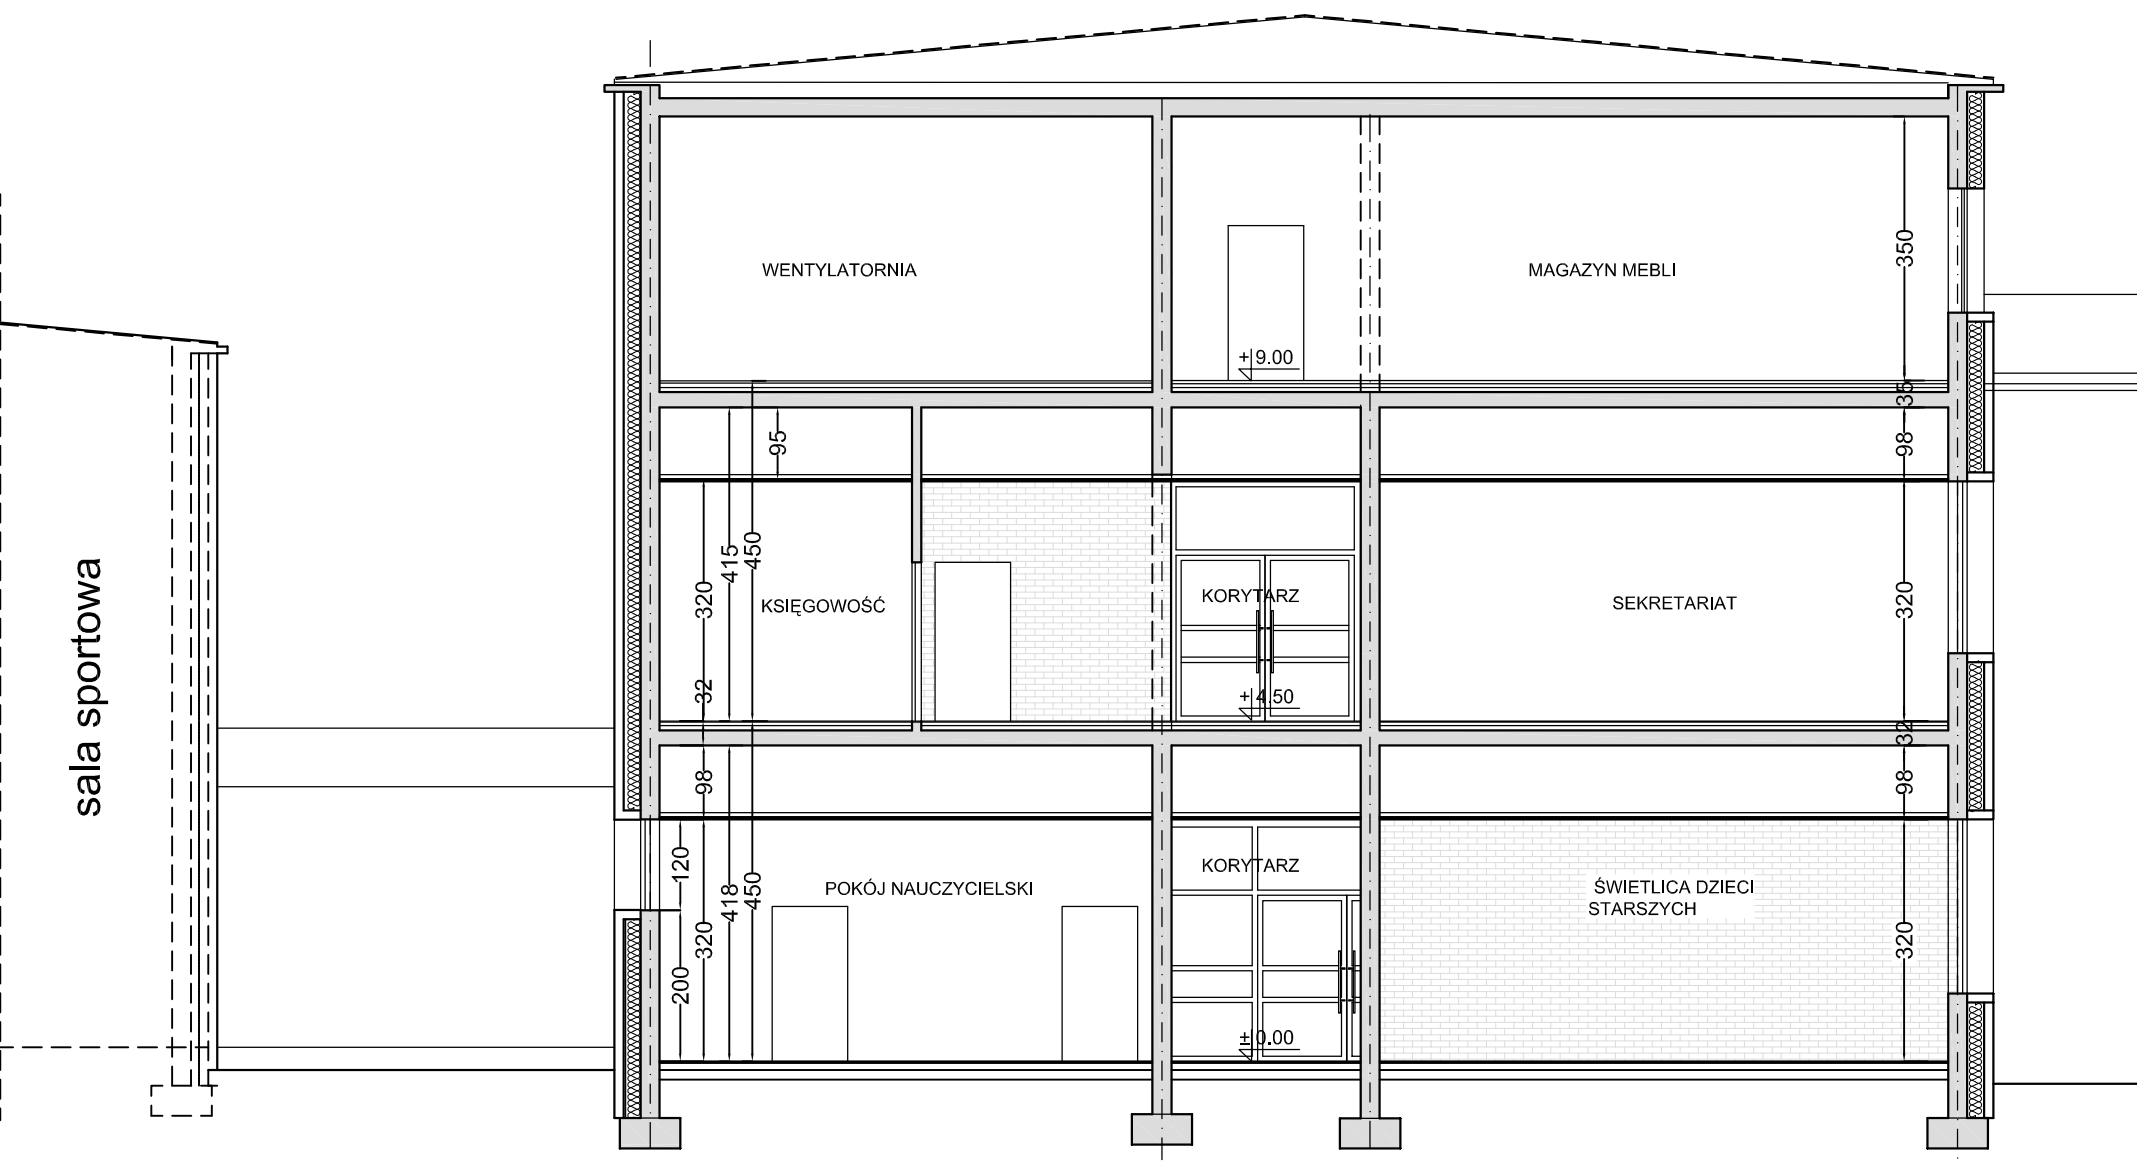 350
WENTYLATORNIA
MAGAZYN MEBLI
+9.00
35
95
98
415
450
320
KSIĘGOWOŚĆ
KORYTARZ
SEKRETARIAT
320
32
+4.50
32
98
98
120
KORYTARZ
418
450
POKÓJ NAUCZYCIELSKI
ŚWIETLICA DZIECI
STARSZYCH
320
320
200
±0.00
sala sportowa